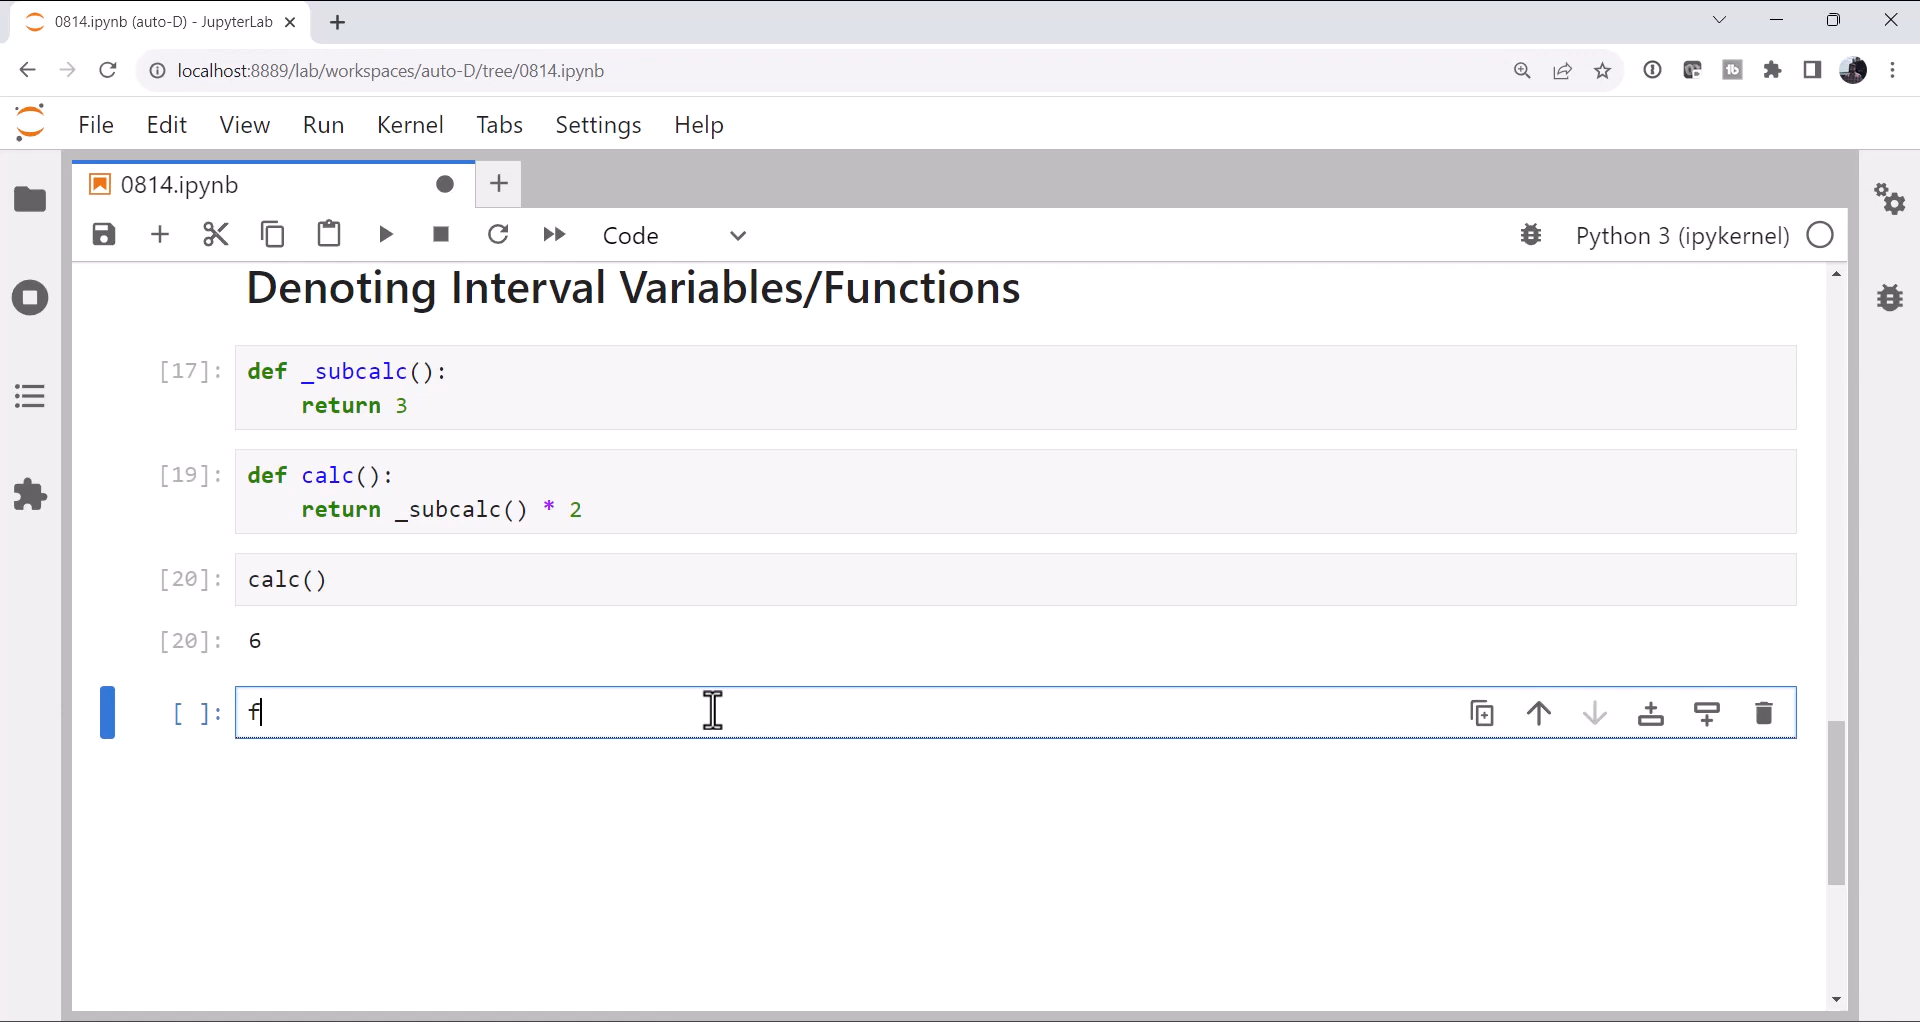 0814.ipynb (auto-D) - JupyterLab
localhost:8889/lab/workspaces/auto-D/tree/0814.ipynb
tb
File Edit View Run Kernel Tabs Settings Help
0814.ipynb
Code Python 3 (ipykernel)
Denoting Interval Variables/Functions
[17]: def _subcalc():
return 3
[19]: def calc():
return _subcalc() * 2
[20]: calc()
[20]: 6
[ ]: f